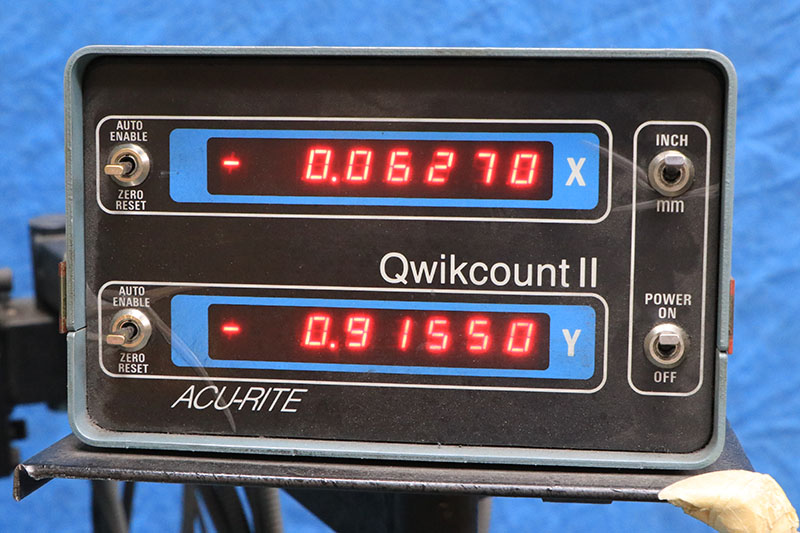 AUTO
ENABLE
- 0.06270 X
ZERO
RESET
INCH
mm
Qwikcount II
AUTO
ENABLE
- 0.91550 Y
ZERO
RESET
POWER
ON
OFF
ACU-RITE